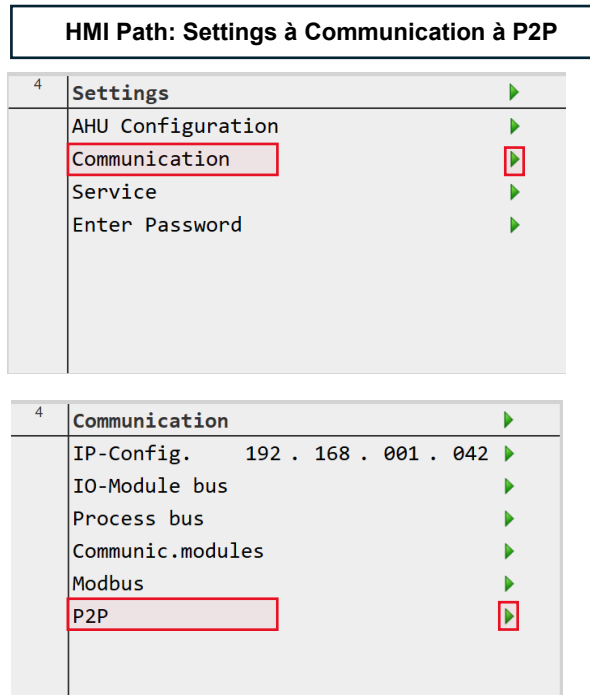 HMI Path: Settings à Communication à P2P
4 Settings
AHU Configuration
Communication
Service
Enter Password
4 Communication
IP-Config. 192 . 168 . 001 . 042
IO-Module bus
Process bus
Communic.modules
Modbus
P2P